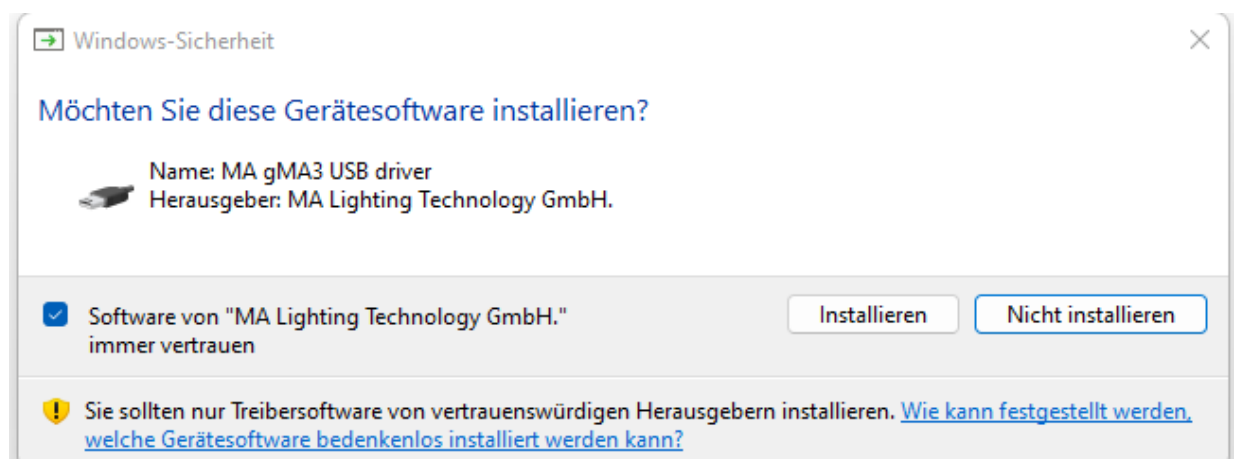 Windows-Sicherheit
Möchten Sie diese Gerätesoftware installieren?
Name: MA gMA3 USB driver
Herausgeber: MA Lighting Technology GmbH.
Software von "MA Lighting Technology GmbH."
immer vertrauen
Installieren
Nicht installieren
Sie sollten nur Treibersoftware von vertrauenswürdigen Herausgebern installieren. Wie kann festgestellt werden,
welche Gerätesoftware bedenkenlos installiert werden kann?